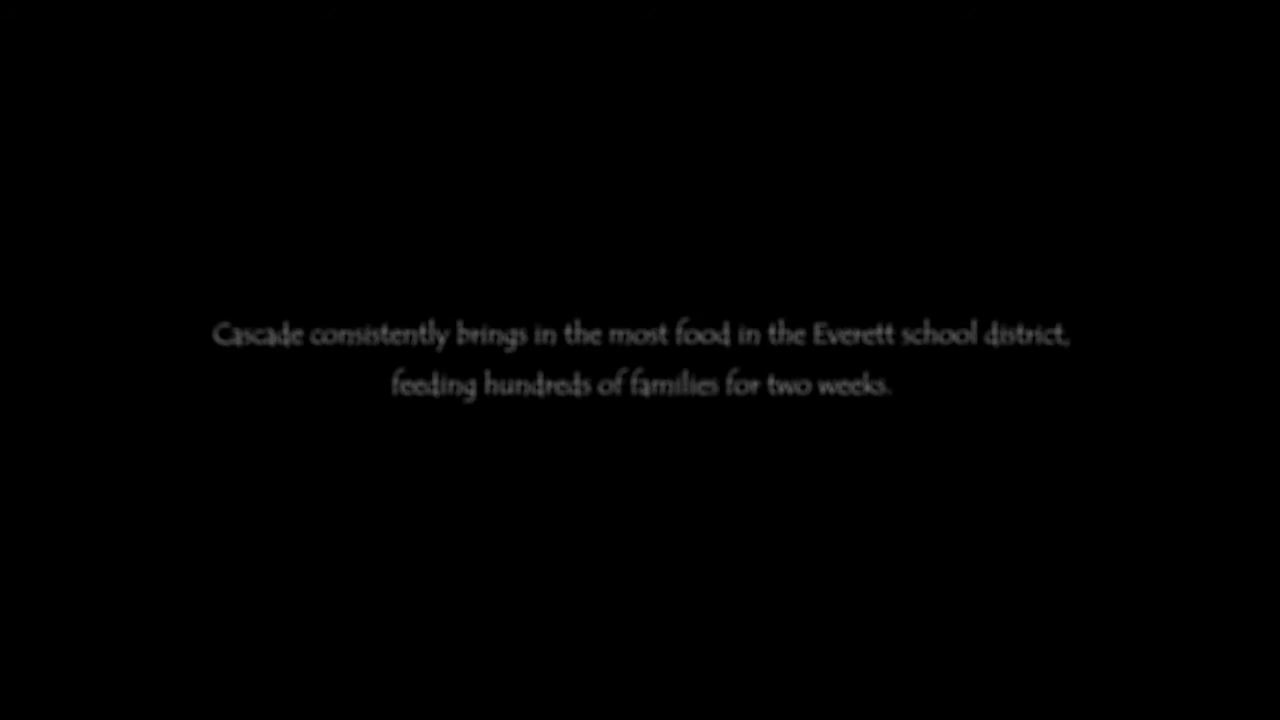 Cascade consistently brings in the most food in the Everett school district,
feeding hundreds of families for two weeks.